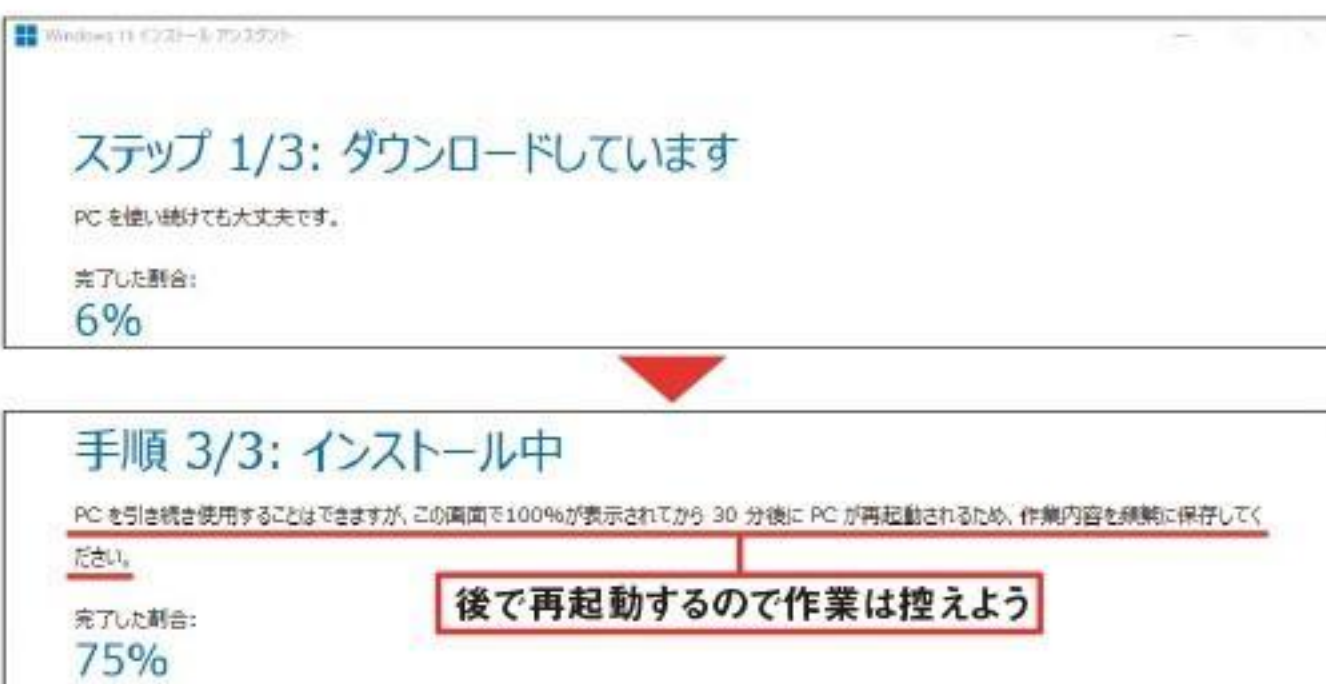 Windows 11 インストール アシスタント
ステップ 1/3: ダウンロードしています
PC を使い続けても大丈夫です。
完了した割合:
6%
手順 3/3: インストール中
PC を引き続き使用することはできますが、この画面で100%が表示されてから 30 分後に PC が再起動されるため、作業内容を頻繁に保存してく
ださい。
後で再起動するので作業は控えよう
完了した割合:
75%